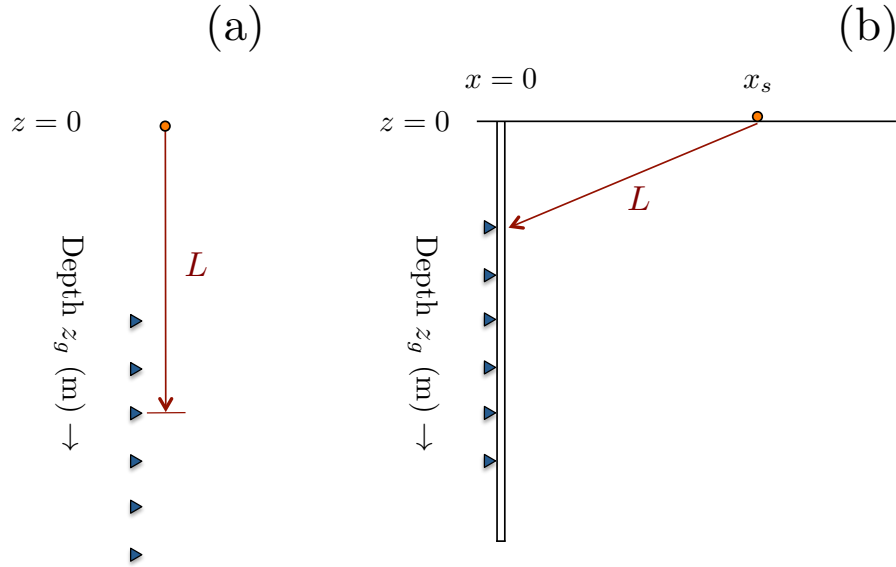 (a)
z = 0
L
Depth z_g (m) →
(b)
x = 0
x_s
z = 0
L
Depth z_g (m) →